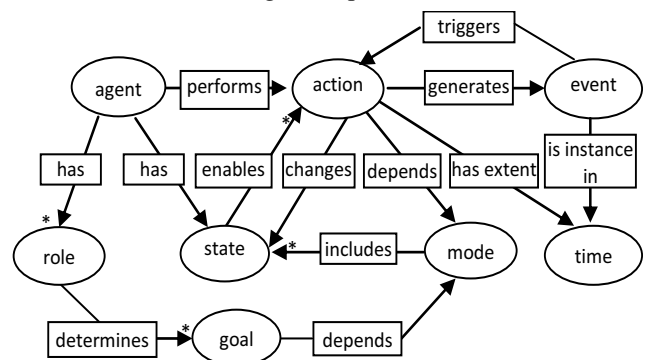 triggers
agent
performs
action
generates
event
*
has
has
enables
changes
depends
has extent
is instance
in
*
role
state
*
includes
mode
time
determines
*
goal
depends